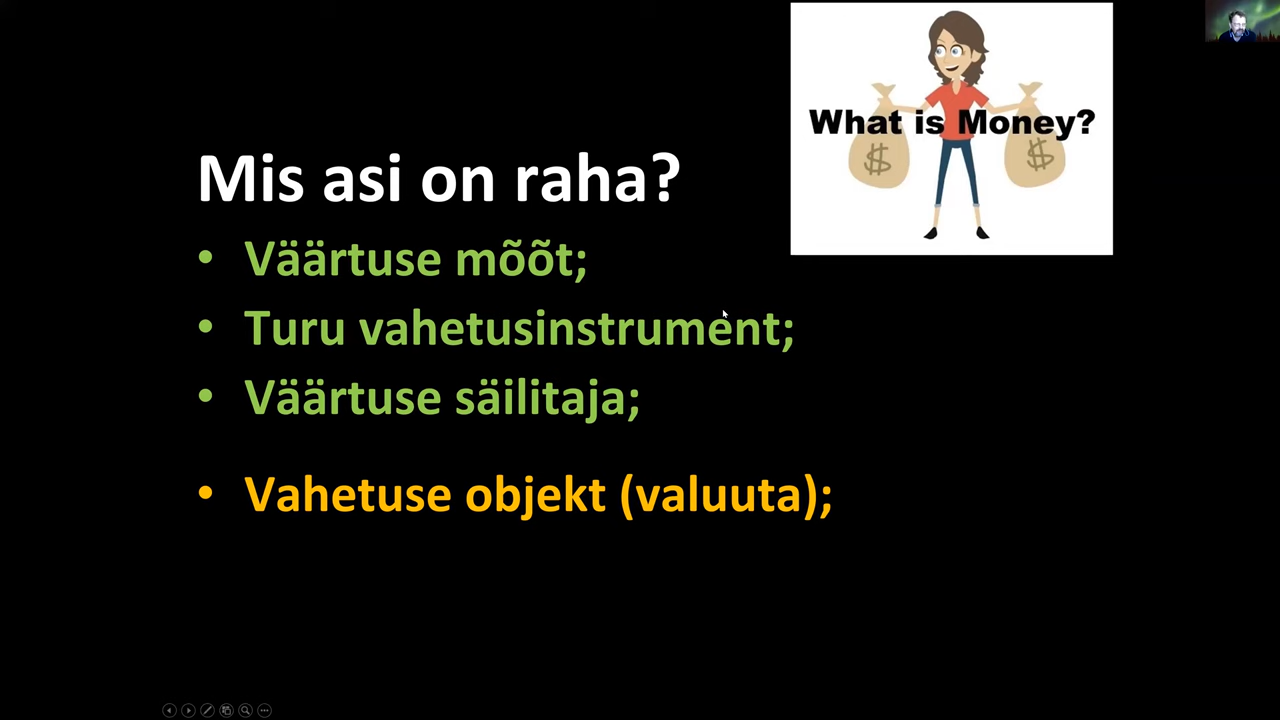 What is Money?
Mis asi on raha?
• Väärtuse mõõt;
• Turu vahetusinstrument;
• Väärtuse säilitaja;
• Vahetuse objekt (valuuta);